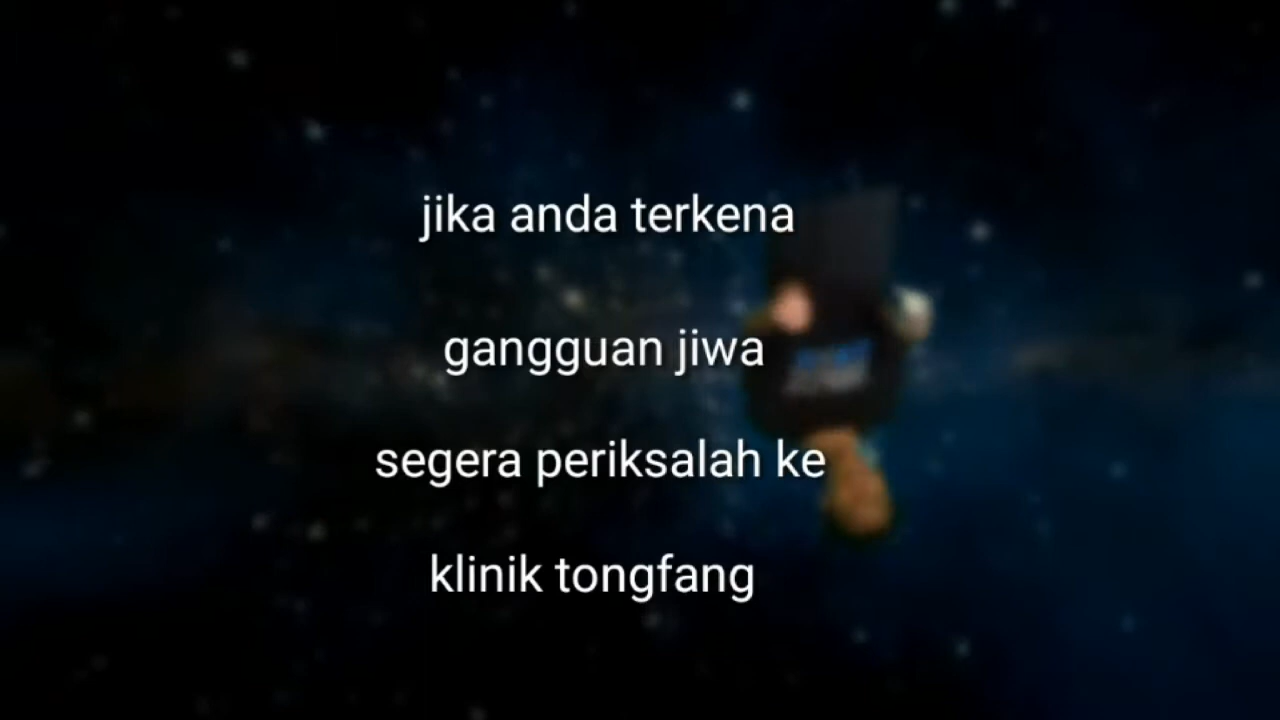 jika anda terkena
gangguan jiwa
segera periksalah ke
klinik tongfang